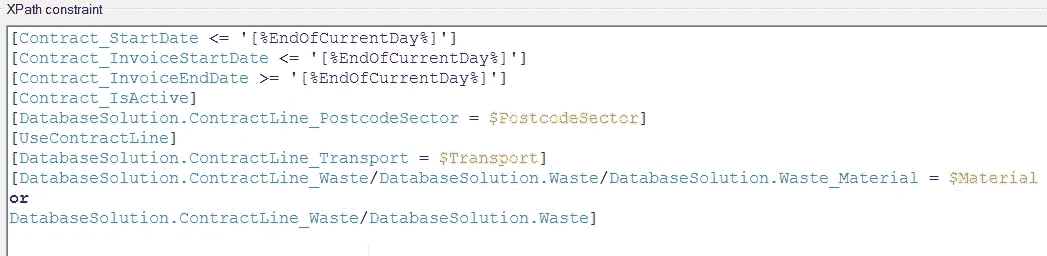 XPath constraint
[Contract_StartDate <= '[%EndOfCurrentDay%]']
[Contract_InvoiceStartDate <= '[%EndOfCurrentDay%]']
[Contract_InvoiceEndDate >= '[%EndOfCurrentDay%]']
[Contract_IsActive]
[DatabaseSolution.ContractLine_PostcodeSector = $PostcodeSector]
[UseContractLine]
[DatabaseSolution.ContractLine_Transport = $Transport]
[DatabaseSolution.ContractLine_Waste/DatabaseSolution.Waste/DatabaseSolution.Waste_Material = $Material
or
DatabaseSolution.ContractLine_Waste/DatabaseSolution.Waste]